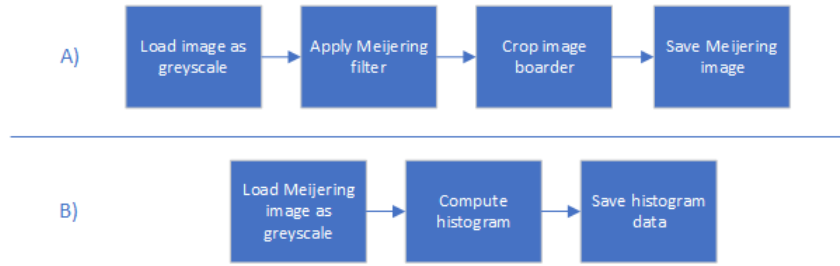 A)
Load image as
greyscale
Apply Meijering
filter
Crop image
boarder
Save Meijering
image
B)
Load Meijering
image as
greyscale
Compute
histogram
Save histogram
data